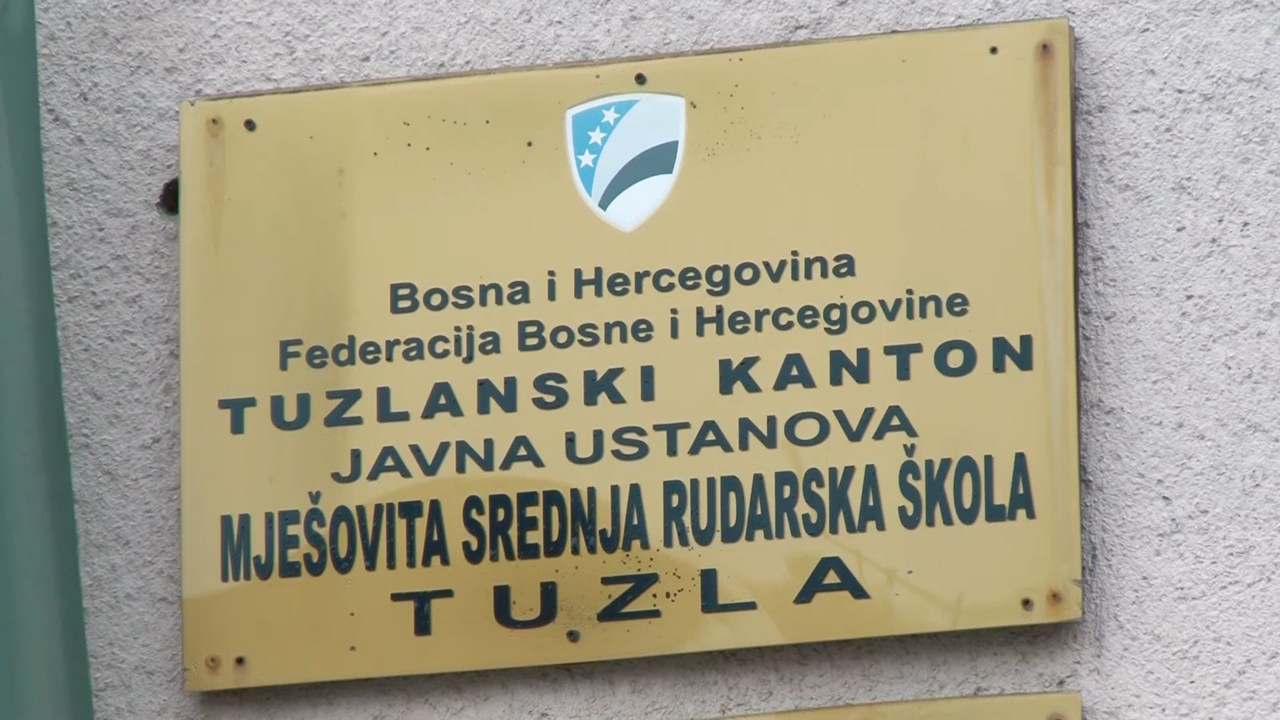 Bosna i Hercegovina
Federacija Bosne i Hercegovine
TUZLANSKI KANTON
JAVNA USTANOVA
MJEŠOVITA SREDNJA RUDARSKA ŠKOLA
TUZLA